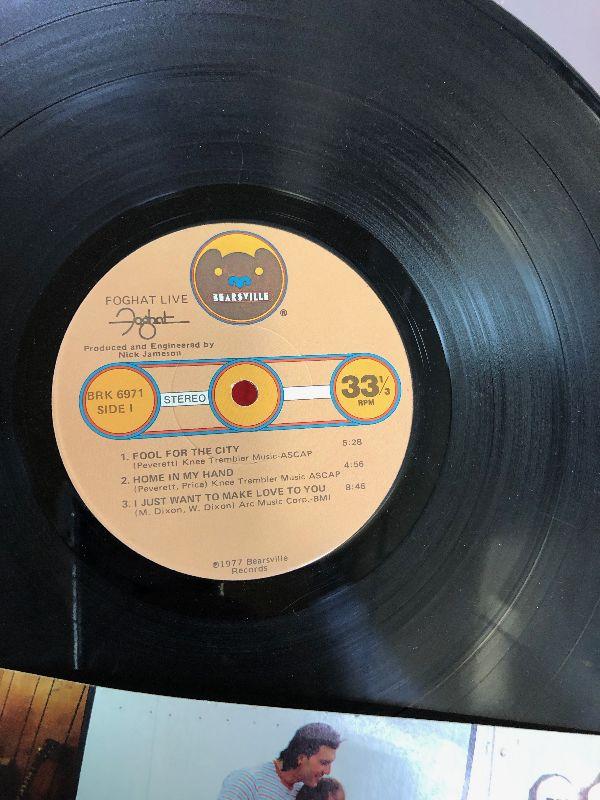 BEARSVILLE
®
FOGHAT LIVE
Foghat
Produced and Engineered by
Nick Jameson
BRK 6971
SIDE I
STEREO
33 1/3
RPM
1. FOOL FOR THE CITY 5:28
(Peverett) Knee Trembler Music-ASCAP
2. HOME IN MY HAND 4:56
(Peverett, Price) Knee Trembler Music-ASCAP
3. I JUST WANT TO MAKE LOVE TO YOU 8:46
(M. Dixon, W. Dixon) Arc Music Corp.-BMI
℗1977 Bearsville
Records